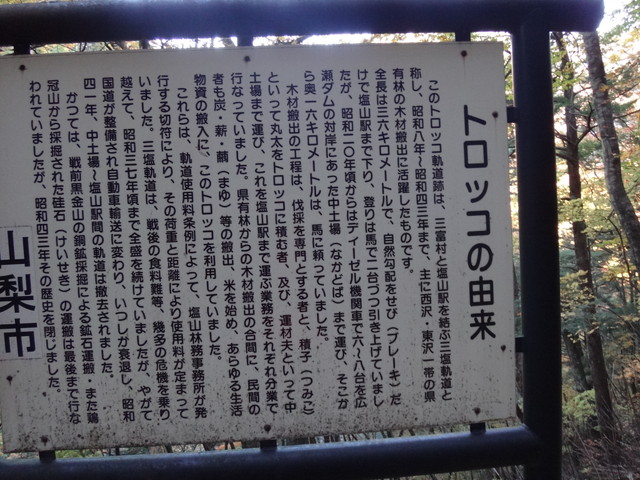 トロッコの由来
このトロッコ軌道跡は、三富村と塩山駅を結ぶ三塩軌道と
称し、昭和八年～昭和四三年まで、主に西沢・東沢一帯の県
有林の木材搬出に活躍したものです。
全長は三六キロメートルで、自然勾配をせび（ブレーキ）だ
けで塩山駅まで下り、登りは馬で一台づつ引き上げていまし
たが、昭和二〇年頃からはディーゼル機関車で六～八台を広
瀬ダムの対岸にあった中土場（なかどば）まで運び、そこか
ら奥一六キロメートルは、馬に頼っていました。
木材搬出の工程は、伐採を専門とする者と、積子（つみこ）
といって丸太をトロッコに積む者、及び、運材夫といって中
土場まで運び、これを塩山駅まで運ぶ業務をそれぞれ分業で
行なっていました。県有林からの木材搬出の合間に、民間の
者も炭・薪・繭（まゆ）等の搬出、米を始め、あらゆる生活
物資の搬入に、このトロッコを利用していました。
これらは、軌道使用料条例によって、塩山林務事務所が発
行する切符により、その荷重と距離により使用料が定まって
いました。三塩軌道は、戦後の食料難等、幾多の危機を乗り
越えて、昭和三七年頃まで全盛を続けていましたが、やがて
国道が整備され自動車輸送に変わり、いつしか衰退し、昭和
四一年、中土場～塩山駅間の軌道は撤去されました。
かつては、戦前黒金山の鋼鉱採掘による鉱石運搬・また鶏
冠山から採掘された硅石（けいせき）の運搬は最後まで行な
われていましたが、昭和四三年その歴史を閉じました。
山梨市